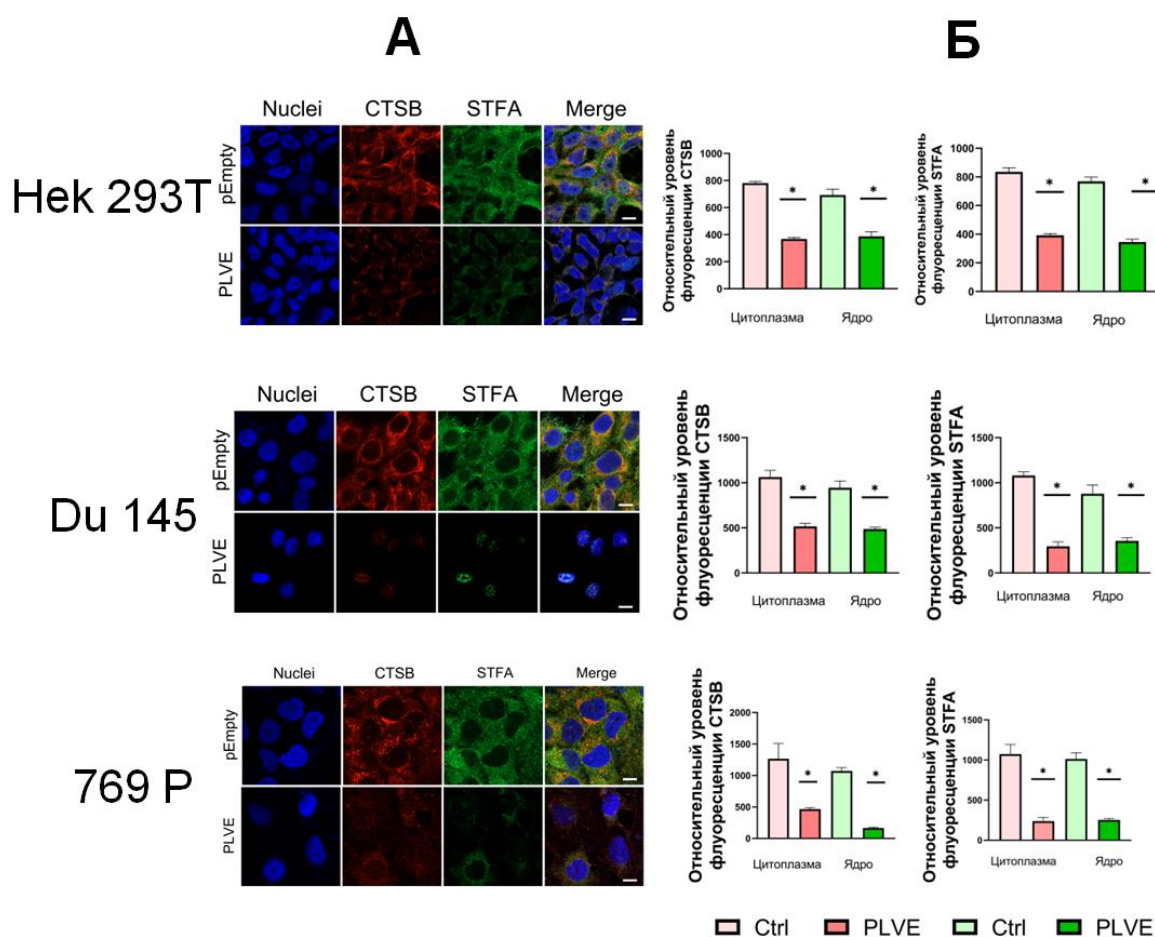 А
Б
Nuclei CTSB STFA Merge
Hek 293T
pEmpty
PLVE
Относительный уровень
флуоресценции CTSB
1000
800
600
400
200
0
* *
Цитоплазма Ядро
Относительный уровень
флуоресценции STFA
1000
800
600
400
200
0
* *
Цитоплазма Ядро
Nuclei CTSB STFA Merge
Du 145
pEmpty
PLVE
Относительный уровень
флуоресценции CTSB
1500
1000
500
0
* *
Цитоплазма Ядро
Относительный уровень
флуоресценции STFA
1500
1000
500
0
* *
Цитоплазма Ядро
Nuclei CTSB STFA Merge
769 P
pEmpty
PLVE
Относительный уровень
флуоресценции CTSB
2000
1500
1000
500
0
* *
Цитоплазма Ядро
Относительный уровень
флуоресценции STFA
1500
1000
500
0
* *
Цитоплазма Ядро
Ctrl PLVE Ctrl PLVE